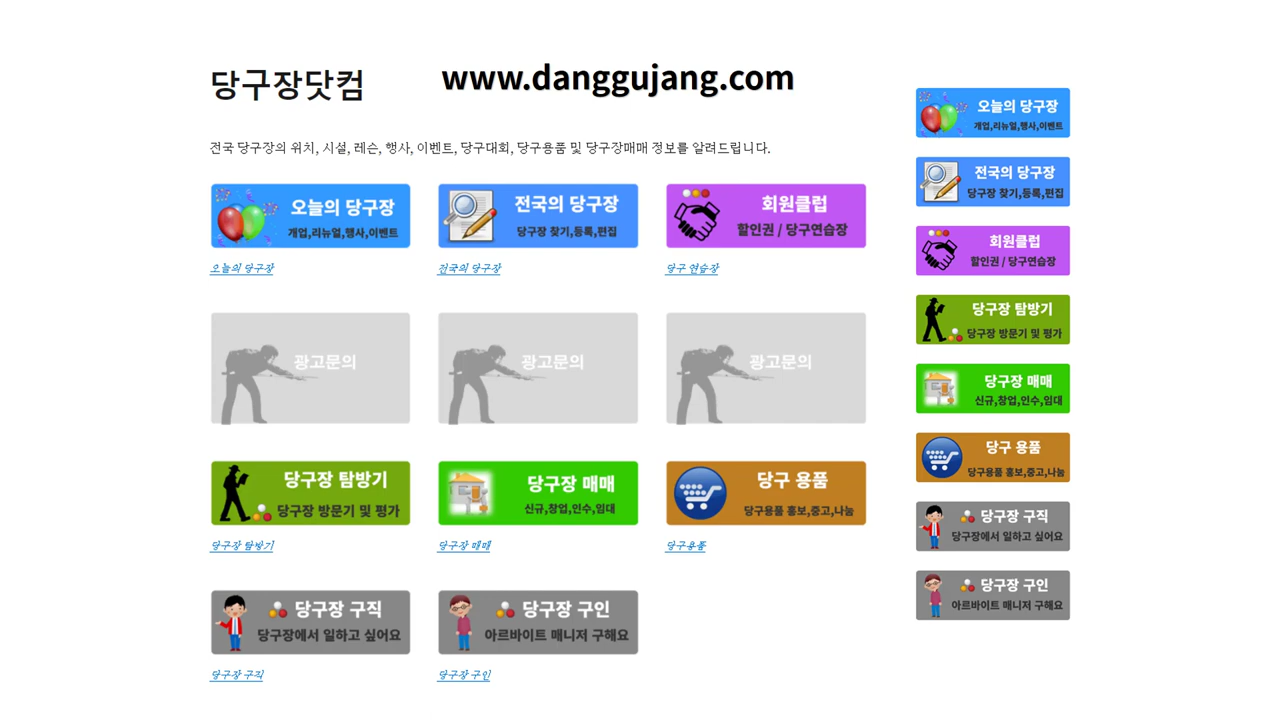 당구장닷컴
www.danggujang.com
전국 당구장의 위치, 시설, 레슨, 행사, 이벤트, 당구대회, 당구용품 및 당구장매매 정보를 알려드립니다.
오늘의 당구장
개업,리뉴얼,행사,이벤트
전국의 당구장
당구장 찾기,등록,편집
회원클럽
할인권 / 당구연습장
오늘의 당구장
전국의 당구장
당구 연습장
광고문의
광고문의
광고문의
당구장 탐방기
당구장 방문기 및 평가
당구장 매매
신규,창업,인수,임대
당구 용품
당구용품 홍보,중고,나눔
당구장 탐방기
당구장 매매
당구용품
당구장 구직
당구장에서 일하고 싶어요
당구장 구인
아르바이트 매니저 구해요
당구장 구직
당구장 구인
오늘의 당구장
개업,리뉴얼,행사,이벤트
전국의 당구장
당구장 찾기,등록,편집
회원클럽
할인권 / 당구연습장
당구장 탐방기
당구장 방문기 및 평가
당구장 매매
신규,창업,인수,임대
당구 용품
당구용품 홍보,중고,나눔
당구장 구직
당구장에서 일하고 싶어요
당구장 구인
아르바이트 매니저 구해요